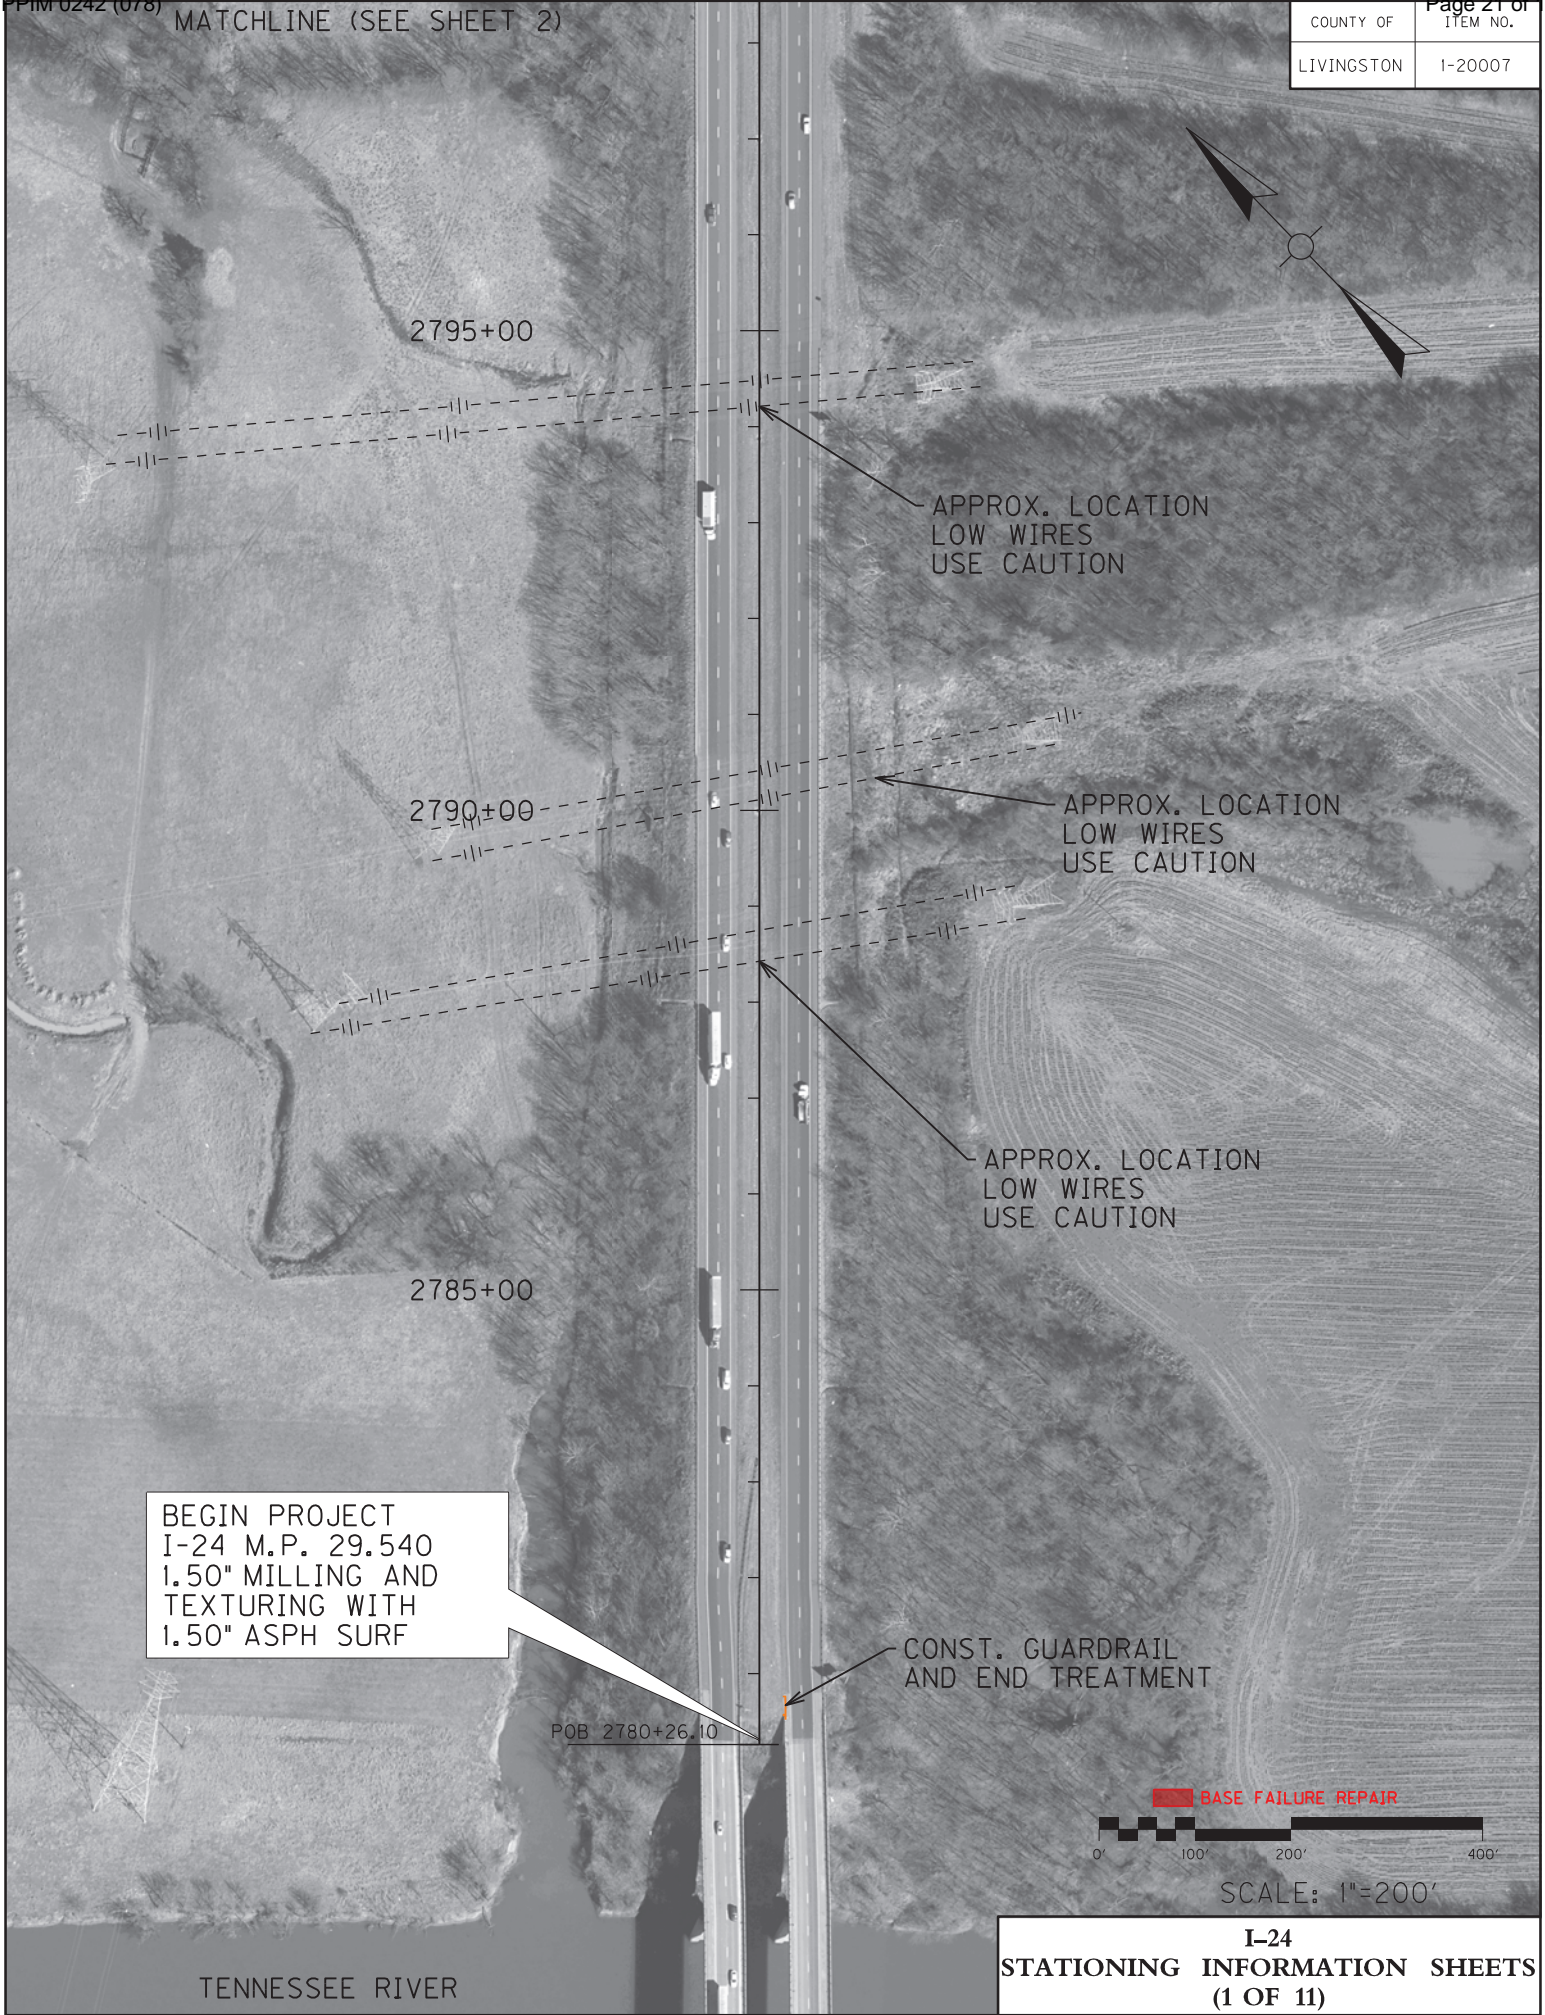 PPIM 0242 (078)
Page 21 of
MATCHLINE (SEE SHEET 2)
COUNTY OF
ITEM NO.
LIVINGSTON
1-20007
2795+00
APPROX. LOCATION
LOW WIRES
USE CAUTION
2790+00
APPROX. LOCATION
LOW WIRES
USE CAUTION
APPROX. LOCATION
LOW WIRES
USE CAUTION
2785+00
BEGIN PROJECT
I-24 M.P. 29.540
1.50" MILLING AND
TEXTURING WITH
1.50" ASPH SURF
CONST. GUARDRAIL
AND END TREATMENT
POB 2780+26.10
BASE FAILURE REPAIR
0' 100' 200' 400'
SCALE: 1"=200'
TENNESSEE RIVER
I-24
STATIONING INFORMATION SHEETS
(1 OF 11)